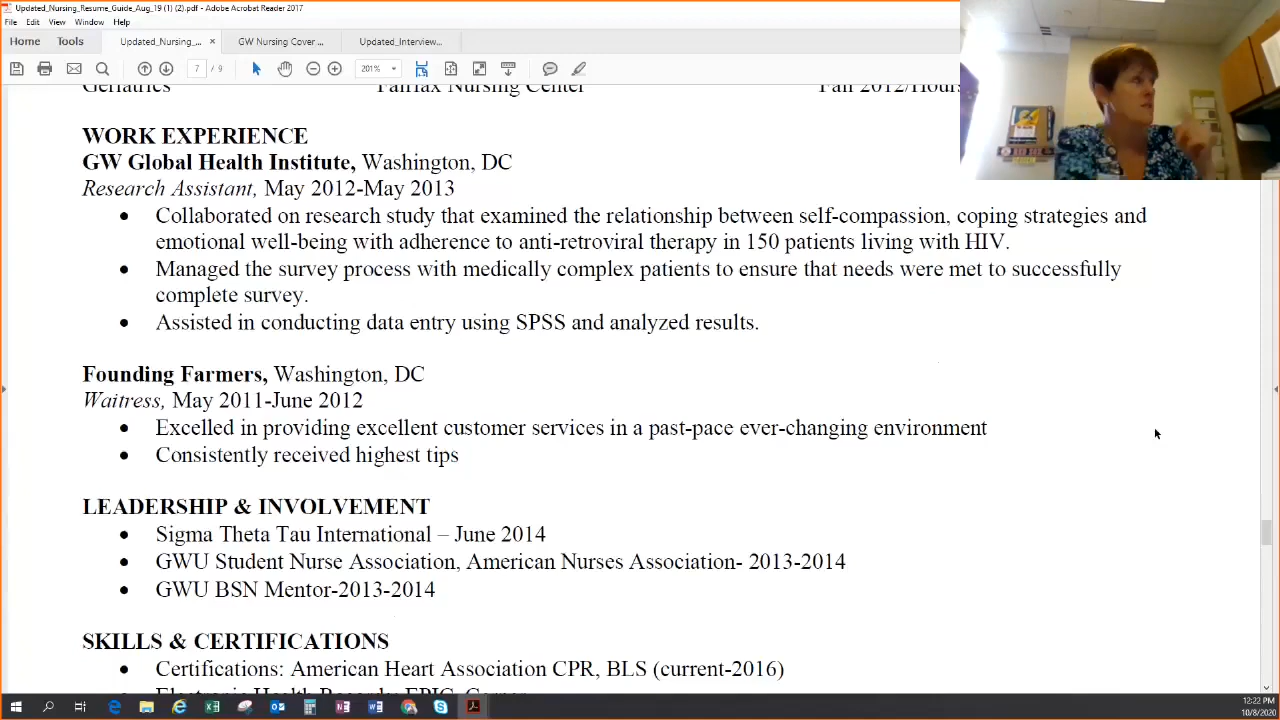 Updated_Nursing_Resume_Guide_Aug_19 (1) (2).pdf - Adobe Acrobat Reader 2017
File Edit View Window Help
Home Tools Updated_Nursing_... × GW Nursing Cover ... Updated_Interview...
7 / 9 201%
Geriatrics Fairfax Nursing Center Fall 2012/Hours
WORK EXPERIENCE
GW Global Health Institute, Washington, DC
Research Assistant, May 2012-May 2013
• Collaborated on research study that examined the relationship between self-compassion, coping strategies and
emotional well-being with adherence to anti-retroviral therapy in 150 patients living with HIV.
• Managed the survey process with medically complex patients to ensure that needs were met to successfully
complete survey.
• Assisted in conducting data entry using SPSS and analyzed results.
Founding Farmers, Washington, DC
Waitress, May 2011-June 2012
• Excelled in providing excellent customer services in a past-pace ever-changing environment
• Consistently received highest tips
LEADERSHIP & INVOLVEMENT
• Sigma Theta Tau International – June 2014
• GWU Student Nurse Association, American Nurses Association- 2013-2014
• GWU BSN Mentor-2013-2014
SKILLS & CERTIFICATIONS
• Certifications: American Heart Association CPR, BLS (current-2016)
• Electronic Health Records: EPIC, Cerner
12:22 PM
10/8/2020